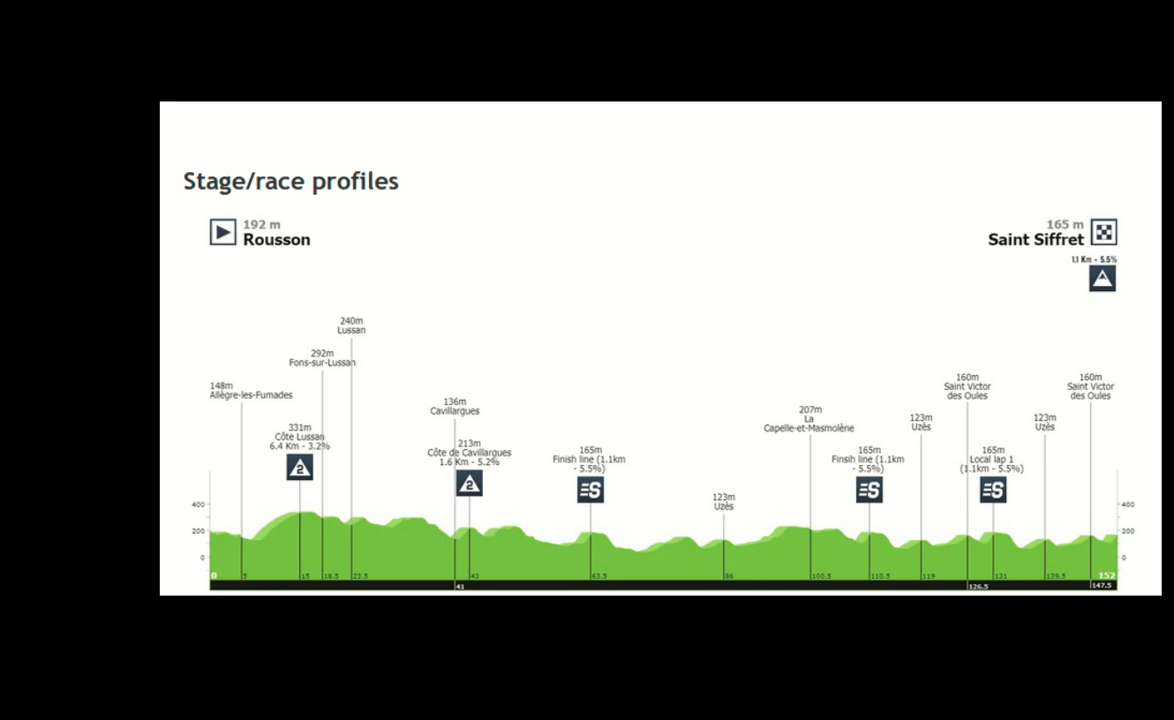 Stage/race profiles
192 m
Rousson
165 m
Saint Siffret
1.1 Km - 5.5%
240m
Lussan
292m
Fons-sur-Lussan
148m
Allègre-les-Fumades
331m
Côte Lussan
6.4 Km - 3.2%
2
136m
Cavillargues
213m
Côte de Cavillargues
1.6 Km - 5.2%
2
165m
Finish line (1.1km
- 5.5%)
S
123m
Uzès
207m
La
Capelle-et-Masmolène
165m
Finsih line (1.1km
- 5.5%)
S
123m
Uzès
160m
Saint Victor
des Oules
165m
Local lap 1
(1.1km - 5.5%)
S
123m
Uzès
160m
Saint Victor
des Oules
400
200
0
400
200
0
0 5 15 18.5 22.5 43 63.5 86 100.5 110.5 119 131 139.5 152
41 126.5 147.5